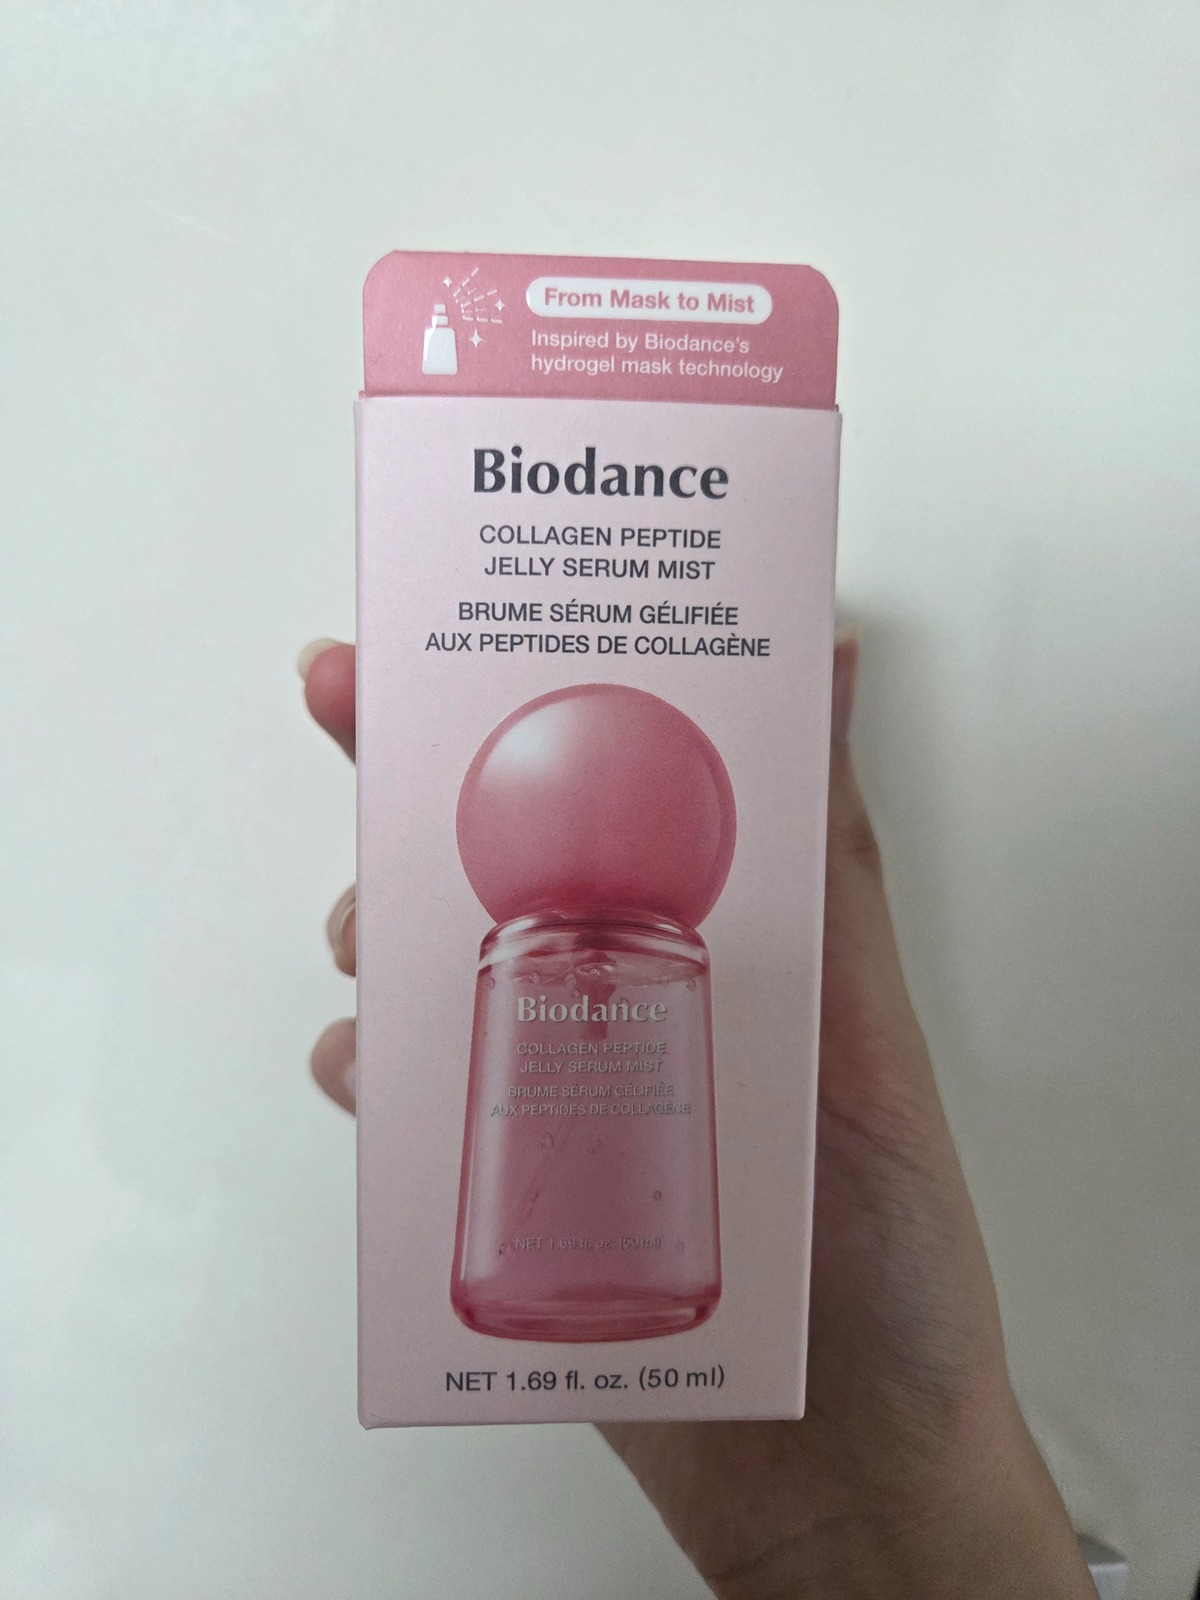 From Mask to Mist
Inspired by Biodance's
hydrogel mask technology
Biodance
COLLAGEN PEPTIDE
JELLY SERUM MIST
BRUME SÉRUM GÉLIFIÉE
AUX PEPTIDES DE COLLAGÈNE
Biodance
COLLAGEN PEPTIDE
JELLY SERUM MIST
BRUME SÉRUM GÉLIFIÉE
AUX PEPTIDES DE COLLAGÈNE
NET 1.69 fl. oz. (50 ml)
NET 1.69 fl. oz. (50 ml)